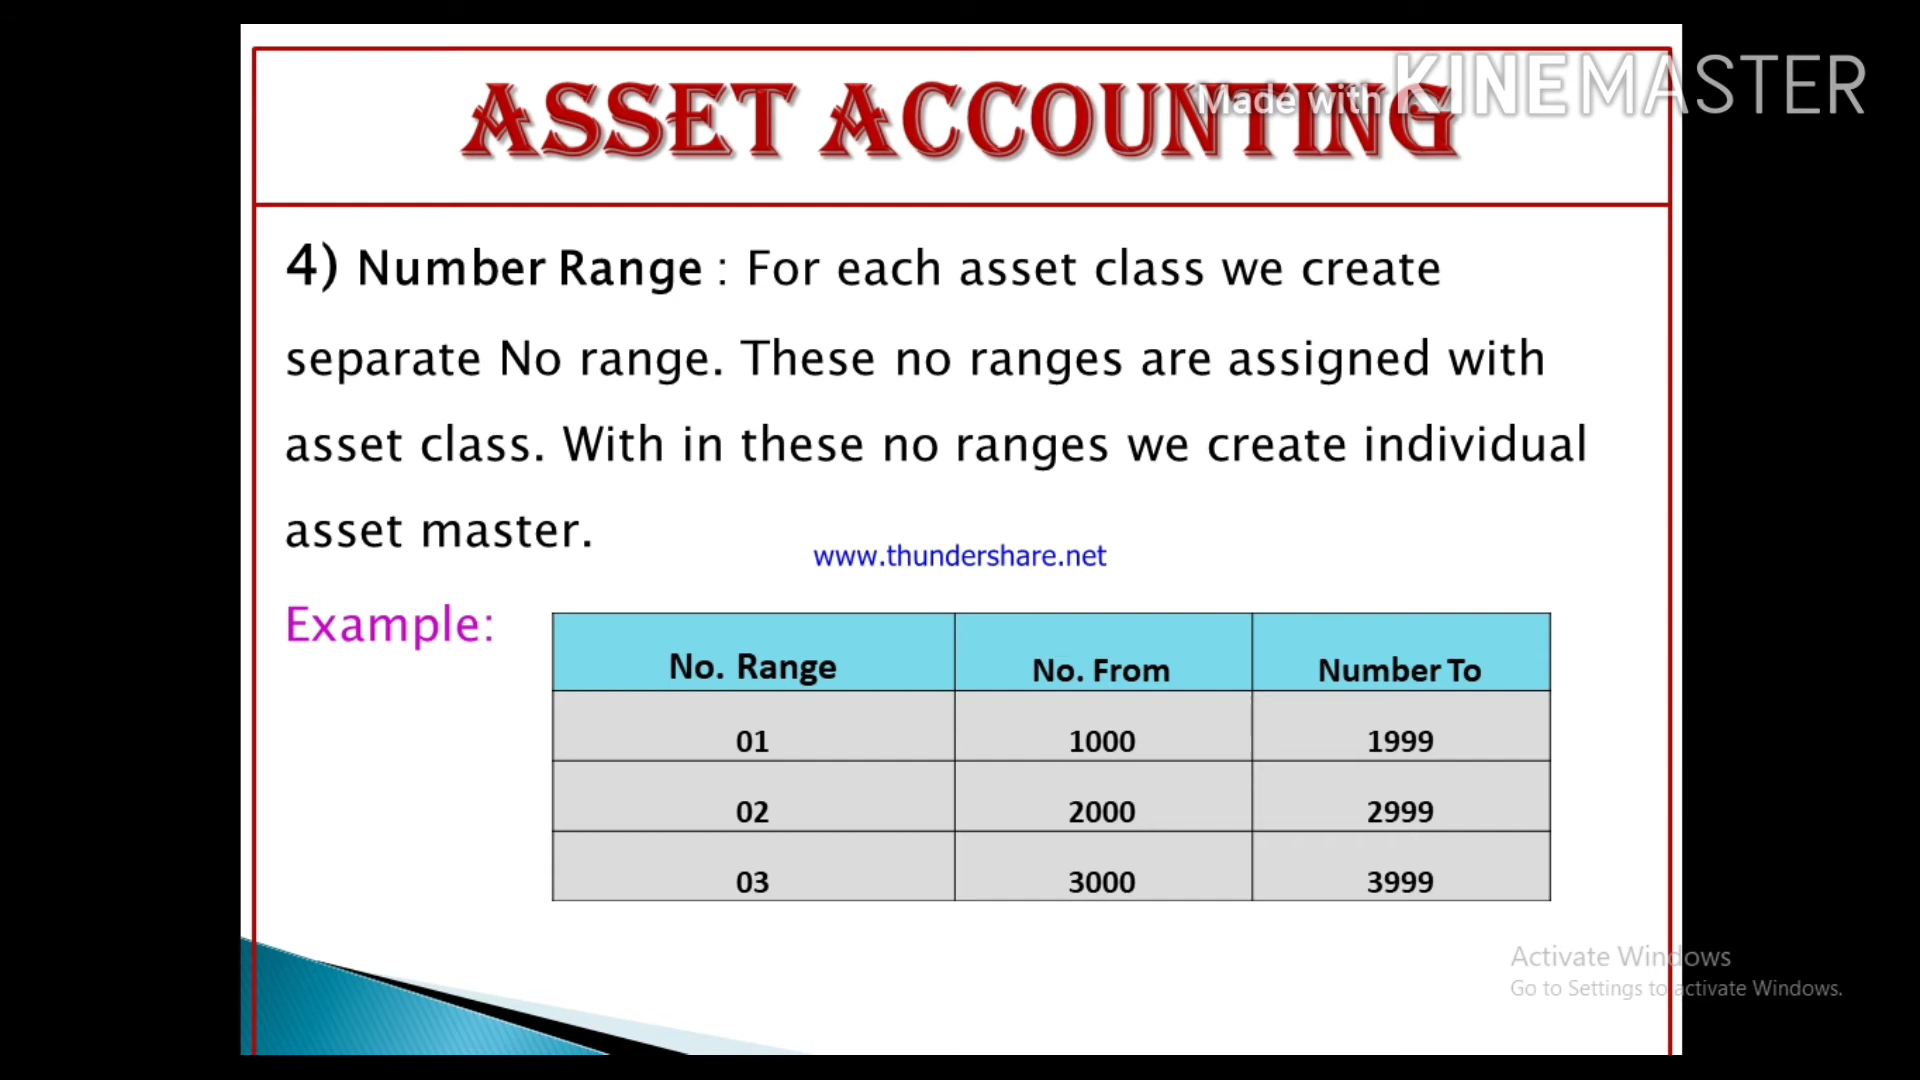 ASSET ACCOUNTING
Made with KINEMASTER
4) Number Range : For each asset class we create
separate No range. These no ranges are assigned with
asset class. With in these no ranges we create individual
asset master.
www.thundershare.net
Example:
No. Range No. From Number To
01 1000 1999
02 2000 2999
03 3000 3999
Activate Windows
Go to Settings to activate Windows.